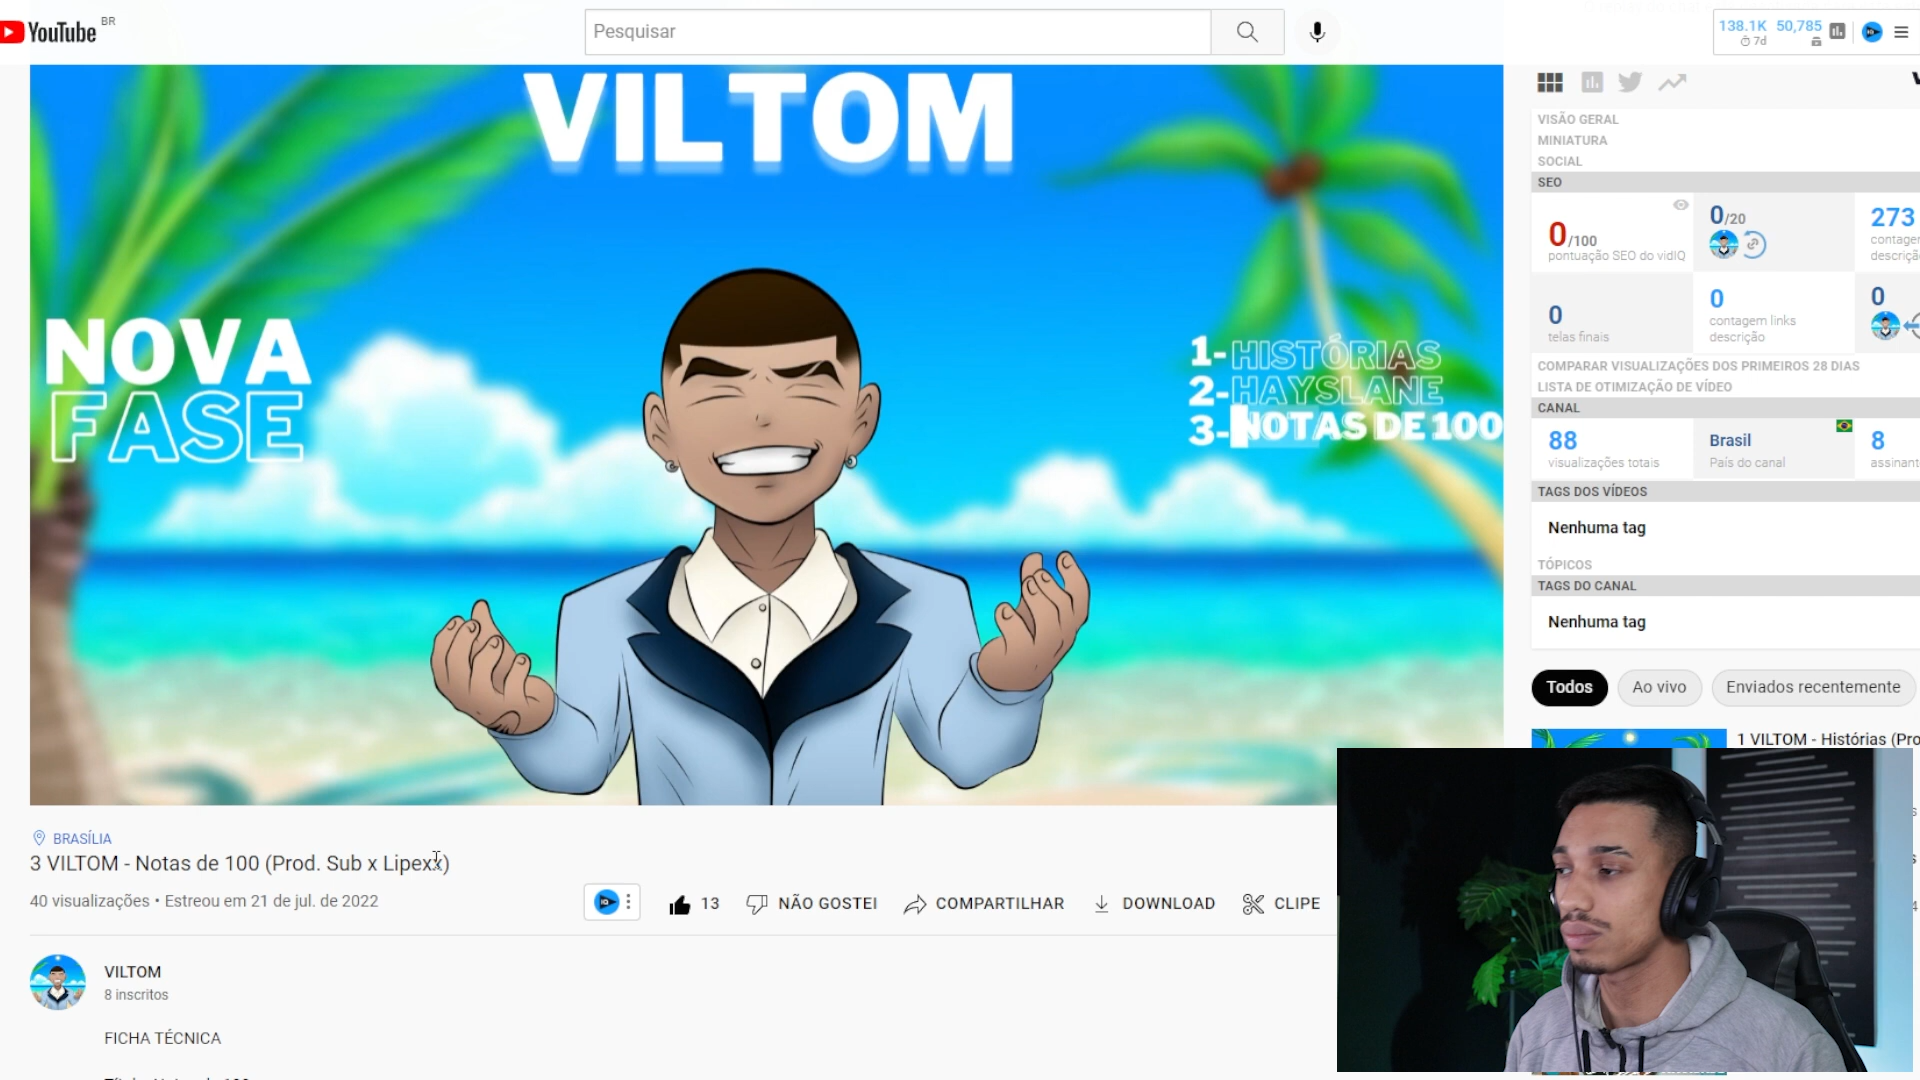 YouTube BR
Pesquisar
138.1K 50,785
7d
VILTOM
NOVA
FASE
1-HISTÓRIAS
2-HAYSLANE
3-NOTAS DE 100
VISÃO GERAL
MINIATURA
SOCIAL
SEO
0/100
pontuação SEO do vidIQ
0/20
273
0
telas finais
0
contagem links
descrição
0
COMPARAR VISUALIZAÇÕES DOS PRIMEIROS 28 DIAS
LISTA DE OTIMIZAÇÃO DE VÍDEO
CANAL
88
visualizações totais
Brasil
País do canal
8
TAGS DOS VÍDEOS
Nenhuma tag
TÓPICOS
TAGS DO CANAL
Nenhuma tag
Todos
Ao vivo
Enviados recentemente
1 VILTOM - Histórias (Pro
BRASÍLIA
3 VILTOM - Notas de 100 (Prod. Sub x Lipexx)
40 visualizações • Estreou em 21 de jul. de 2022
13
NÃO GOSTEI
COMPARTILHAR
DOWNLOAD
CLIPE
VILTOM
8 inscritos
FICHA TÉCNICA